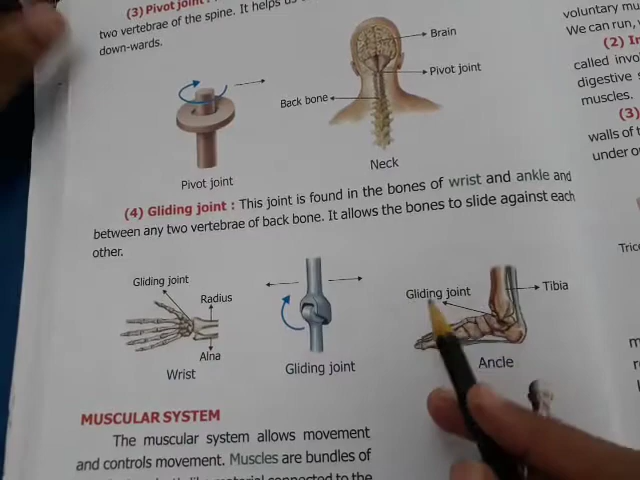 (3) Pivot joint :
two vertebrae of the spine. It helps us
down-wards.
Brain
Pivot joint
Back bone
Pivot joint
Neck
(4) Gliding joint : This joint is found in the bones of wrist and ankle and
between any two vertebrae of back bone. It allows the bones to slide against each
other.
Gliding joint
Radius
Alna
Wrist
Gliding joint
Gliding joint
Tibia
Ancle
MUSCULAR SYSTEM
The muscular system allows movement
and controls movement. Muscles are bundles of
connected to the
voluntary
We can run,
(2)
called
digestive
muscles.
(3)
walls of
under